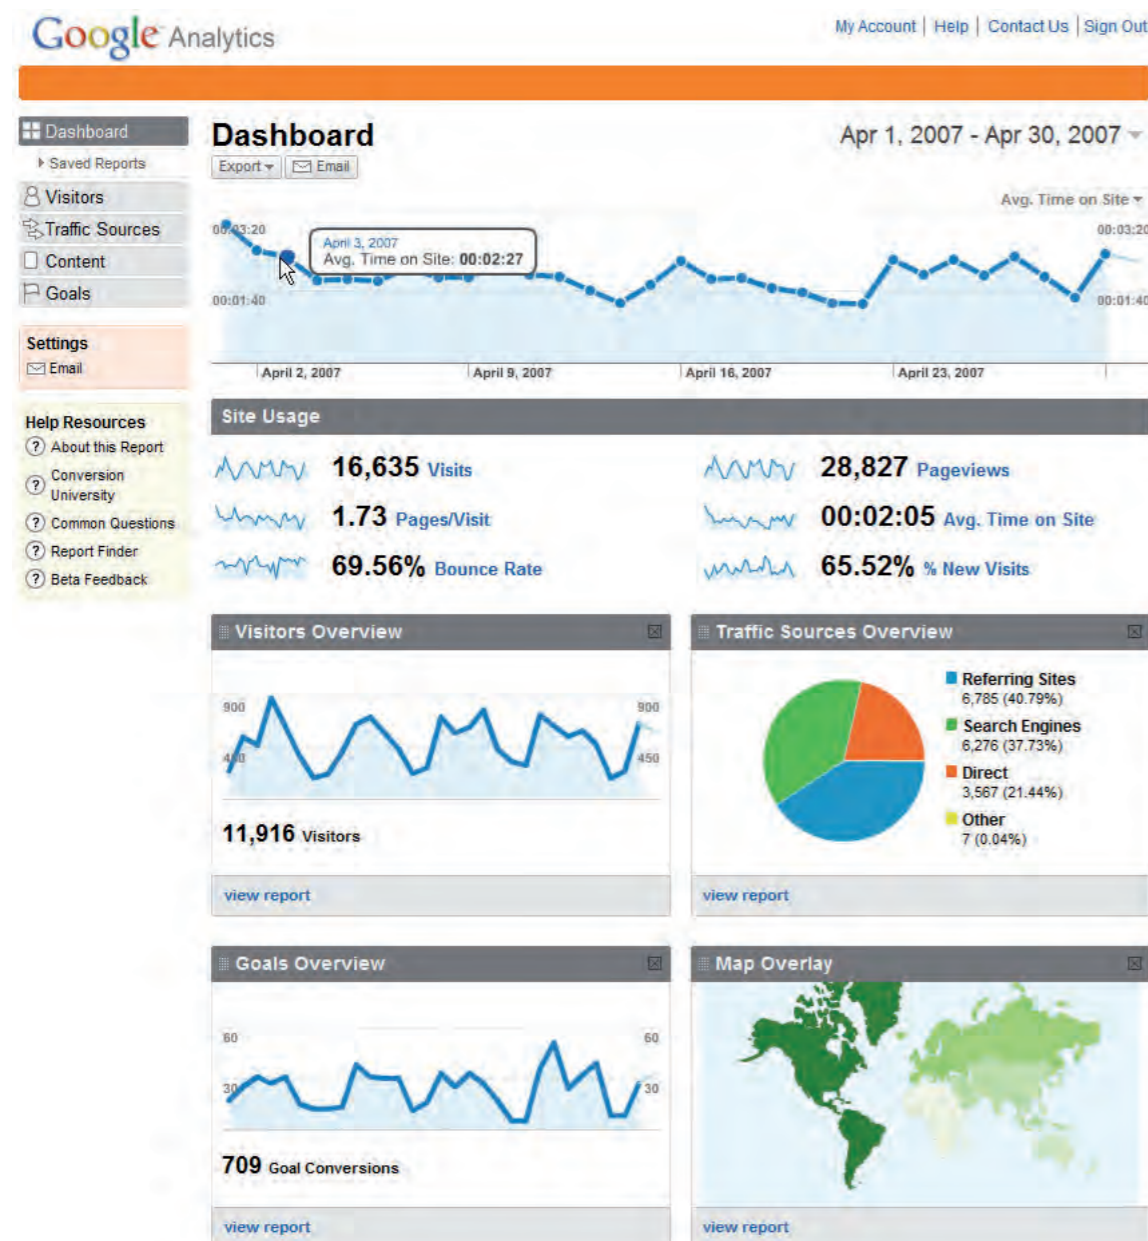 Google Analytics
My Account | Help | Contact Us | Sign Out
Dashboard
Saved Reports
Visitors
Traffic Sources
Content
Goals
Settings
Email
Help Resources
About this Report
Conversion
University
Common Questions
Report Finder
Beta Feedback
Dashboard
Apr 1, 2007 - Apr 30, 2007
Export
Email
Avg. Time on Site
00:03:20
00:03:20
April 3, 2007
Avg. Time on Site: 00:02:27
00:01:40
00:01:40
April 2, 2007
April 9, 2007
April 16, 2007
April 23, 2007
Site Usage
16,635 Visits
28,827 Pageviews
1.73 Pages/Visit
00:02:05 Avg. Time on Site
69.56% Bounce Rate
65.52% % New Visits
Visitors Overview
900
900
450
450
11,916 Visitors
view report
Traffic Sources Overview
Referring Sites
6,785 (40.79%)
Search Engines
6,276 (37.73%)
Direct
3,567 (21.44%)
Other
7 (0.04%)
view report
Goals Overview
60
60
30
30
709 Goal Conversions
view report
Map Overlay
view report